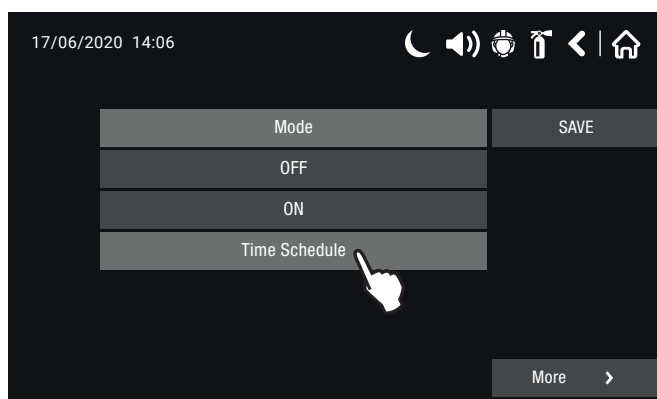 17/06/2020 14:06
Mode
SAVE
OFF
ON
Time Schedule
More